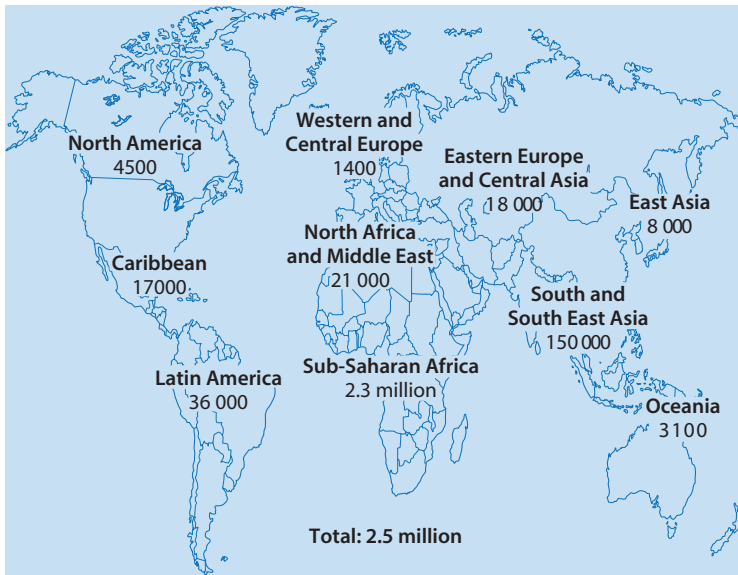 North America
4500
Western and
Central Europe
1400
Eastern Europe
and Central Asia
18 000
East Asia
8 000
North Africa
and Middle East
21 000
Caribbean
17000
South and
South East Asia
150 000
Sub-Saharan Africa
2.3 million
Latin America
36 000
Oceania
3100
Total: 2.5 million